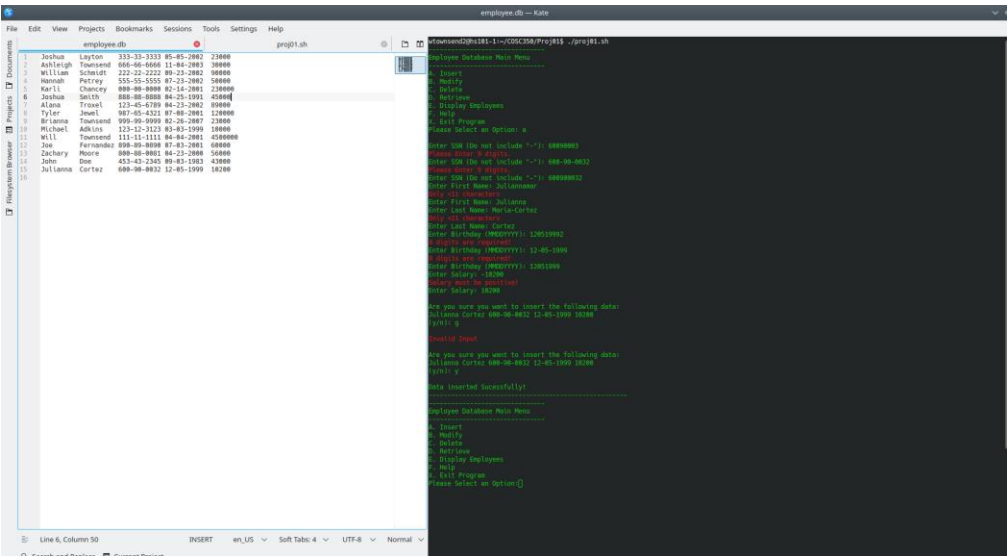 employee.db — Kate
File Edit View Projects Bookmarks Sessions Tools Settings Help
employee.db
proj01.sh
Documents
Projects
Filesystem Browser
1 Joshua Layton 333-33-3333 05-05-2002 23000
2 Ashleigh Townsend 666-66-6666 11-04-2003 30000
3 William Schmidt 222-22-2222 09-23-2002 90000
4 Hannah Petrey 555-55-5555 07-23-2002 50000
5 Karli Chancey 000-00-0000 02-14-2001 230000
6 Joshua Smith 888-88-8888 04-25-1991 45000
7 Alana Troxel 123-45-6789 04-23-2002 89000
8 Tyler Jewel 987-65-4321 07-08-2001 120000
9 Brianna Townsend 999-99-9999 02-26-2007 23000
10 Michael Adkins 123-12-3123 03-03-1999 10000
11 Will Townsend 111-11-1111 04-04-2001 4500000
12 Joe Fernandez 890-89-0890 07-03-2001 60000
13 Zachary Moore 800-88-0081 04-23-2000 56000
14 John Doe 453-43-2345 09-03-1983 43000
15 Julianna Cortez 600-90-0032 12-05-1999 10200
16
Line 6, Column 50 INSERT en_US Soft Tabs: 4 UTF-8 Normal
Search and Replace Current Project
wtownsend2@hs101-1:~/COSC350/Proj01$ ./proj01.sh
------------------------------
Employee Database Main Menu
------------------------------
A. Insert
B. Modify
C. Delete
D. Retrieve
E. Display Employees
F. Help
X. Exit Program
Please Select an Option: a
Enter SSN (Do not include "-"): 60090003
Please Enter 9 digits.
Enter SSN (Do not include "-"): 600-90-0032
Please Enter 9 digits.
Enter SSN (Do not include "-"): 600900032
Enter First Name: Juliannamar
Only <11 characters
Enter First Name: Julianna
Enter Last Name: Maria-Cortez
Only <11 characters
Enter Last Name: Cortez
Enter Birthday (MMDDYYYY): 120519992
8 digits are required!
Enter Birthday (MMDDYYYY): 12-05-1999
8 digits are required!
Enter Birthday (MMDDYYYY): 12051999
Enter Salary: -10200
Salary must be positive!
Enter Salary: 10200
Are you sure you want to insert the following data:
Julianna Cortez 600-90-0032 12-05-1999 10200
(y/n): g
Invalid Input
Are you sure you want to insert the following data:
Julianna Cortez 600-90-0032 12-05-1999 10200
(y/n): y
Data inserted Sucessfully!
------------------------------
Employee Database Main Menu
------------------------------
A. Insert
B. Modify
C. Delete
D. Retrieve
E. Display Employees
F. Help
X. Exit Program
Please Select an Option: